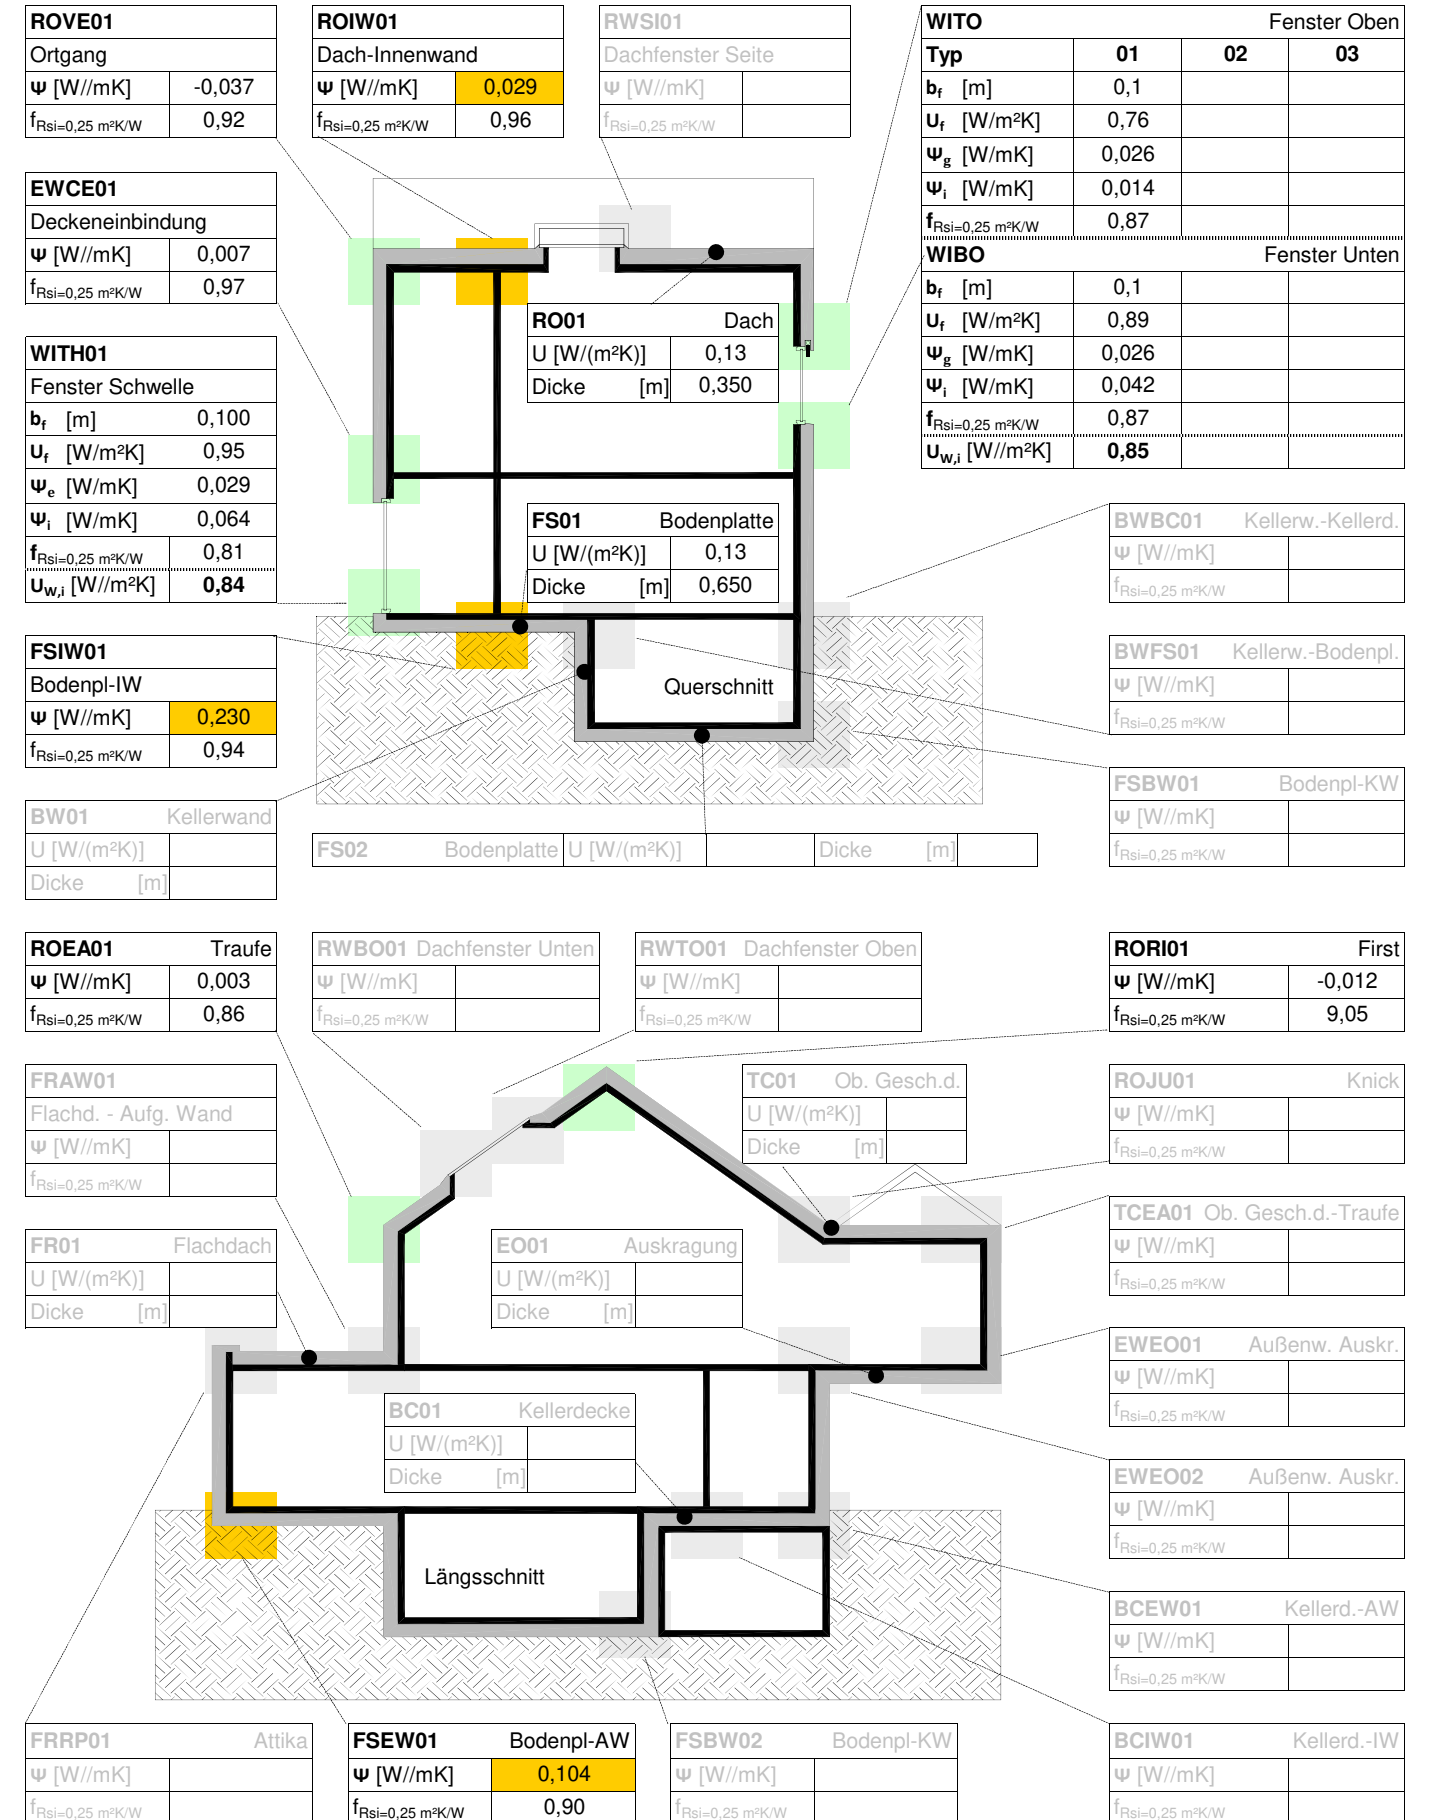 ROVE01
Ortgang
Ψ [W//mK] -0,037
fRsi=0,25 m²K/W 0,92
ROIW01
Dach-Innenwand
Ψ [W//mK] 0,029
fRsi=0,25 m²K/W 0,96
RWSI01
Dachfenster Seite
Ψ [W//mK]
fRsi=0,25 m²K/W
WITO Fenster Oben
Typ 01 02 03
bf [m] 0,1
Uf [W/m²K] 0,76
Ψg [W/mK] 0,026
Ψi [W/mK] 0,014
fRsi=0,25 m²K/W 0,87
WIBO Fenster Unten
bf [m] 0,1
Uf [W/m²K] 0,89
Ψg [W/mK] 0,026
Ψi [W/mK] 0,042
fRsi=0,25 m²K/W 0,87
UW,i [W//m²K] 0,85
EWCE01
Deckeneinbindung
Ψ [W//mK] 0,007
fRsi=0,25 m²K/W 0,97
RO01 Dach
U [W/(m²K)] 0,13
Dicke [m] 0,350
WITH01
Fenster Schwelle
bf [m] 0,100
Uf [W/m²K] 0,95
Ψe [W/mK] 0,029
Ψi [W/mK] 0,064
fRsi=0,25 m²K/W 0,81
UW,i [W//m²K] 0,84
FS01 Bodenplatte
U [W/(m²K)] 0,13
Dicke [m] 0,650
BWBC01 Kellerw.-Kellerd.
Ψ [W//mK]
fRsi=0,25 m²K/W
FSIW01
Bodenpl-IW
Ψ [W//mK] 0,230
fRsi=0,25 m²K/W 0,94
Querschnitt
BWFS01 Kellerw.-Bodenpl.
Ψ [W//mK]
fRsi=0,25 m²K/W
FSBW01 Bodenpl-KW
Ψ [W//mK]
fRsi=0,25 m²K/W
BW01 Kellerwand
U [W/(m²K)]
Dicke [m]
FS02 Bodenplatte U [W/(m²K)] Dicke [m]
ROEA01 Traufe
Ψ [W//mK] 0,003
fRsi=0,25 m²K/W 0,86
RWBO01 Dachfenster Unten
Ψ [W//mK]
fRsi=0,25 m²K/W
RWTO01 Dachfenster Oben
Ψ [W//mK]
fRsi=0,25 m²K/W
RORI01 First
Ψ [W//mK] -0,012
fRsi=0,25 m²K/W 9,05
FRAW01
Flachd. - Aufg. Wand
Ψ [W//mK]
fRsi=0,25 m²K/W
TC01 Ob. Gesch.d.
U [W/(m²K)]
Dicke [m]
ROJU01 Knick
Ψ [W//mK]
fRsi=0,25 m²K/W
TCEA01 Ob. Gesch.d.-Traufe
Ψ [W//mK]
fRsi=0,25 m²K/W
FR01 Flachdach
U [W/(m²K)]
Dicke [m]
EO01 Auskragung
U [W/(m²K)]
Dicke [m]
EWEO01 Außenw. Auskr.
Ψ [W//mK]
fRsi=0,25 m²K/W
BC01 Kellerdecke
U [W/(m²K)]
Dicke [m]
EWEO02 Außenw. Auskr.
Ψ [W//mK]
fRsi=0,25 m²K/W
Längsschnitt
BCEW01 Kellerd.-AW
Ψ [W//mK]
fRsi=0,25 m²K/W
FRRP01 Attika
Ψ [W//mK]
fRsi=0,25 m²K/W
FSEW01 Bodenpl-AW
Ψ [W//mK] 0,104
fRsi=0,25 m²K/W 0,90
FSBW02 Bodenpl-KW
Ψ [W//mK]
fRsi=0,25 m²K/W
BCIW01 Kellerd.-IW
Ψ [W//mK]
fRsi=0,25 m²K/W